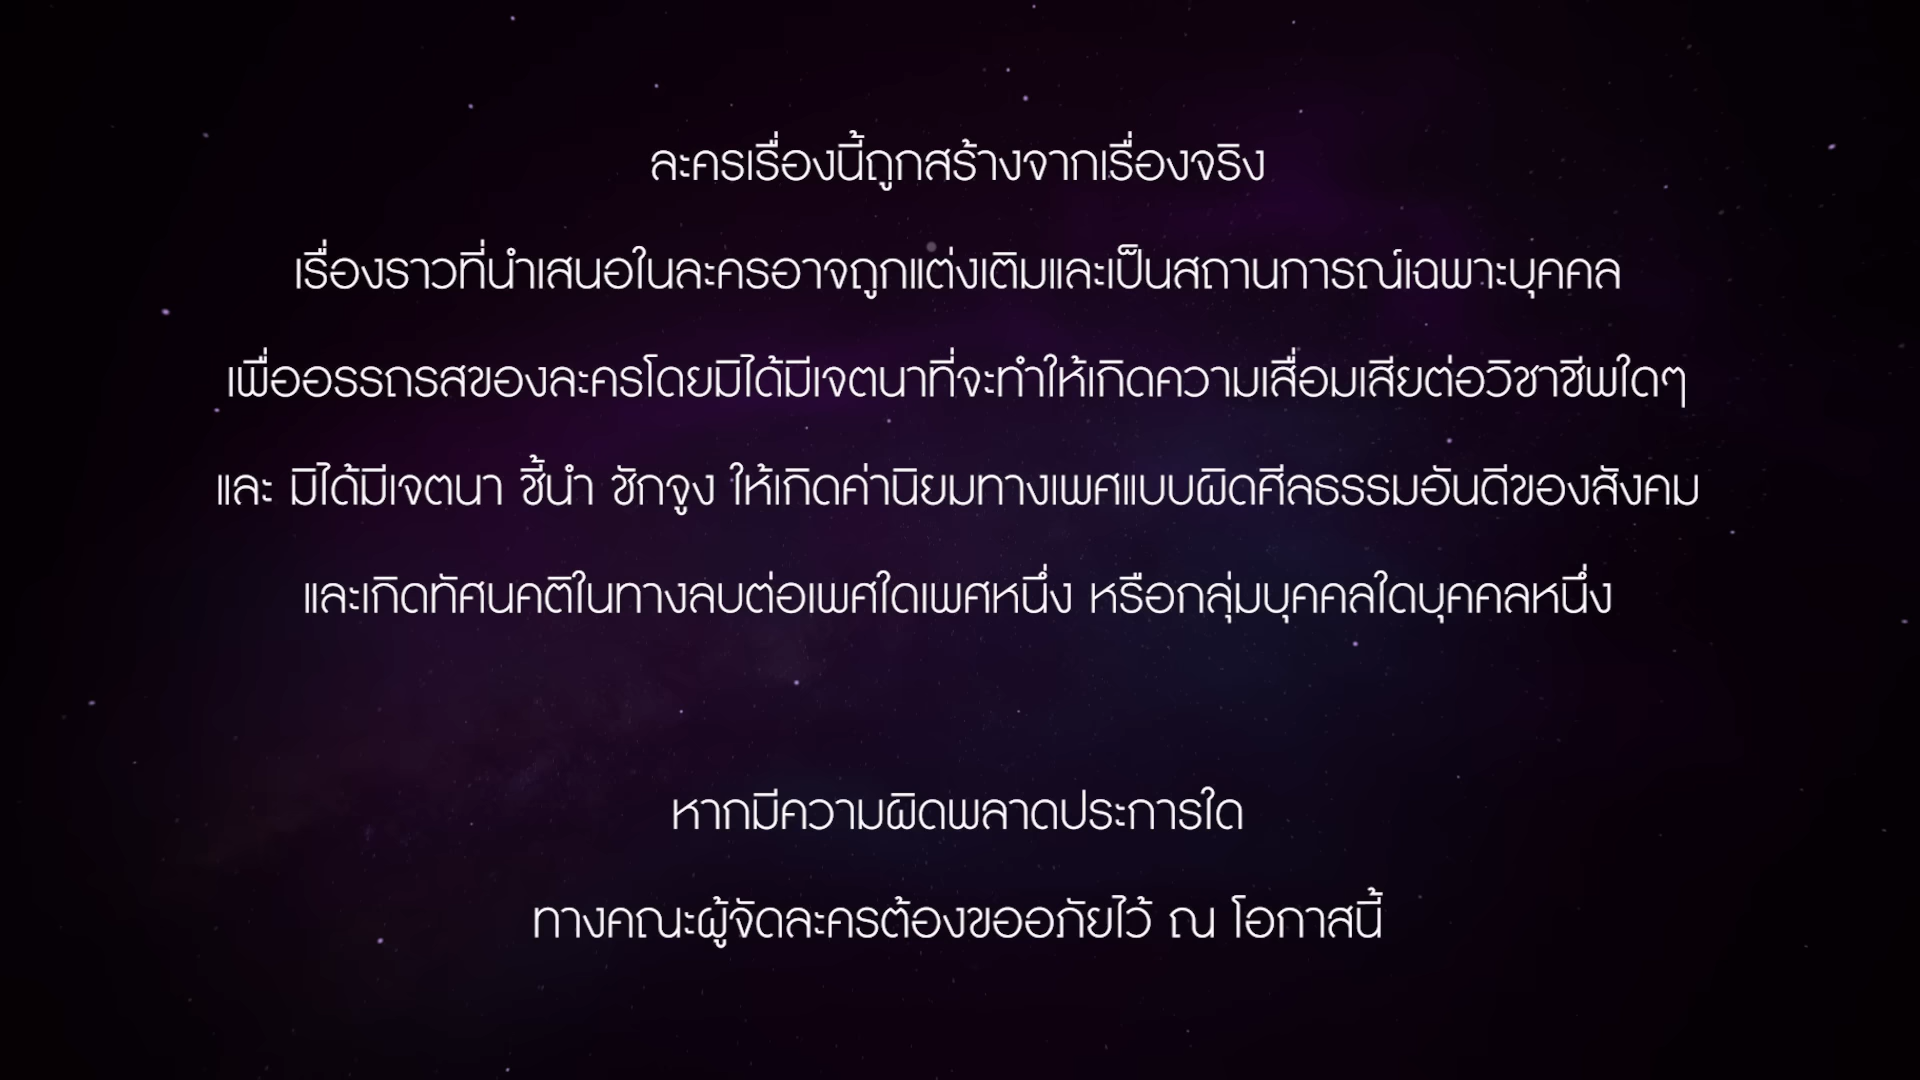 ละครเรื่องนี้ถูกสร้างจากเรื่องจริง
เรื่องราวที่นำเสนอในละครอาจถูกแต่งเติมและเป็นสถานการณ์เฉพาะบุคคล
เพื่ออรรถรสของละครโดยมิได้มีเจตนาที่จะทำให้เกิดความเสื่อมเสียต่อวิชาชีพใดๆ
และ มิได้มีเจตนา ชี้นำ ชักจูง ให้เกิดค่านิยมทางเพศแบบผิดศีลธรรมอันดีของสังคม
และเกิดทัศนคติในทางลบต่อเพศใดเพศหนึ่ง หรือกลุ่มบุคคลใดบุคคลหนึ่ง
หากมีความผิดพลาดประการใด
ทางคณะผู้จัดละครต้องขออภัยไว้ ณ โอกาสนี้